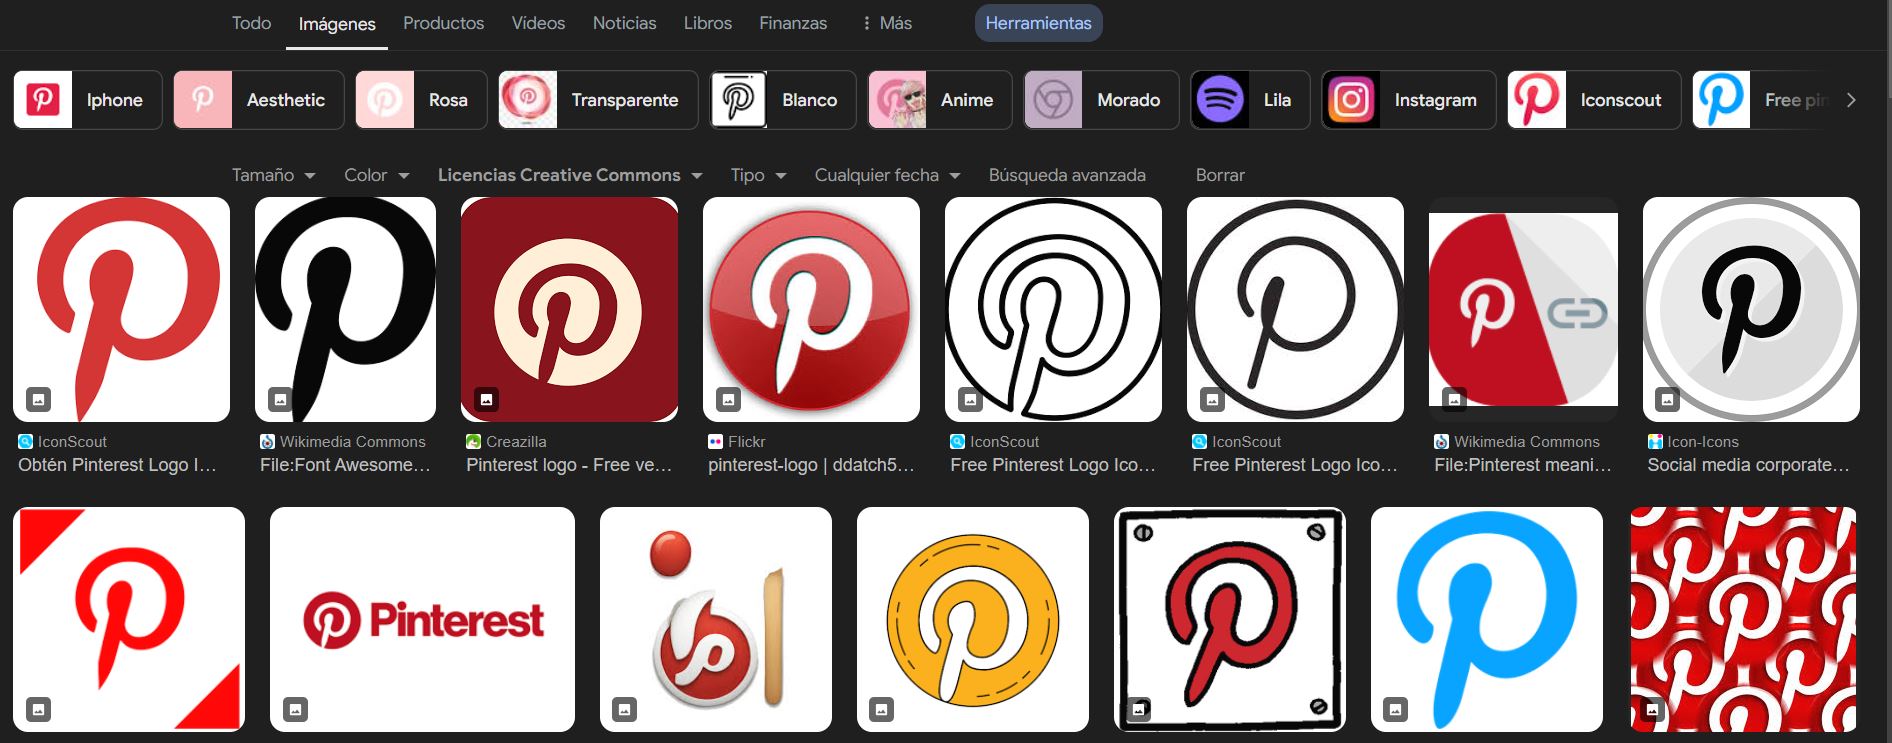 Todo Imágenes Productos Vídeos Noticias Libros Finanzas Más Herramientas
Iphone Aesthetic Rosa Transparente Blanco Anime Morado Lila Instagram Iconscout Free pin
Tamaño Color Licencias Creative Commons Tipo Cualquier fecha Búsqueda avanzada Borrar
IconScout
Obtén Pinterest Logo I...
Wikimedia Commons
File:Font Awesome...
Creazilla
Pinterest logo - Free ve...
Flickr
pinterest-logo | ddatch5...
IconScout
Free Pinterest Logo Ico...
IconScout
Free Pinterest Logo Ico...
Wikimedia Commons
File:Pinterest meani...
Icon-Icons
Social media corporate...
Pinterest